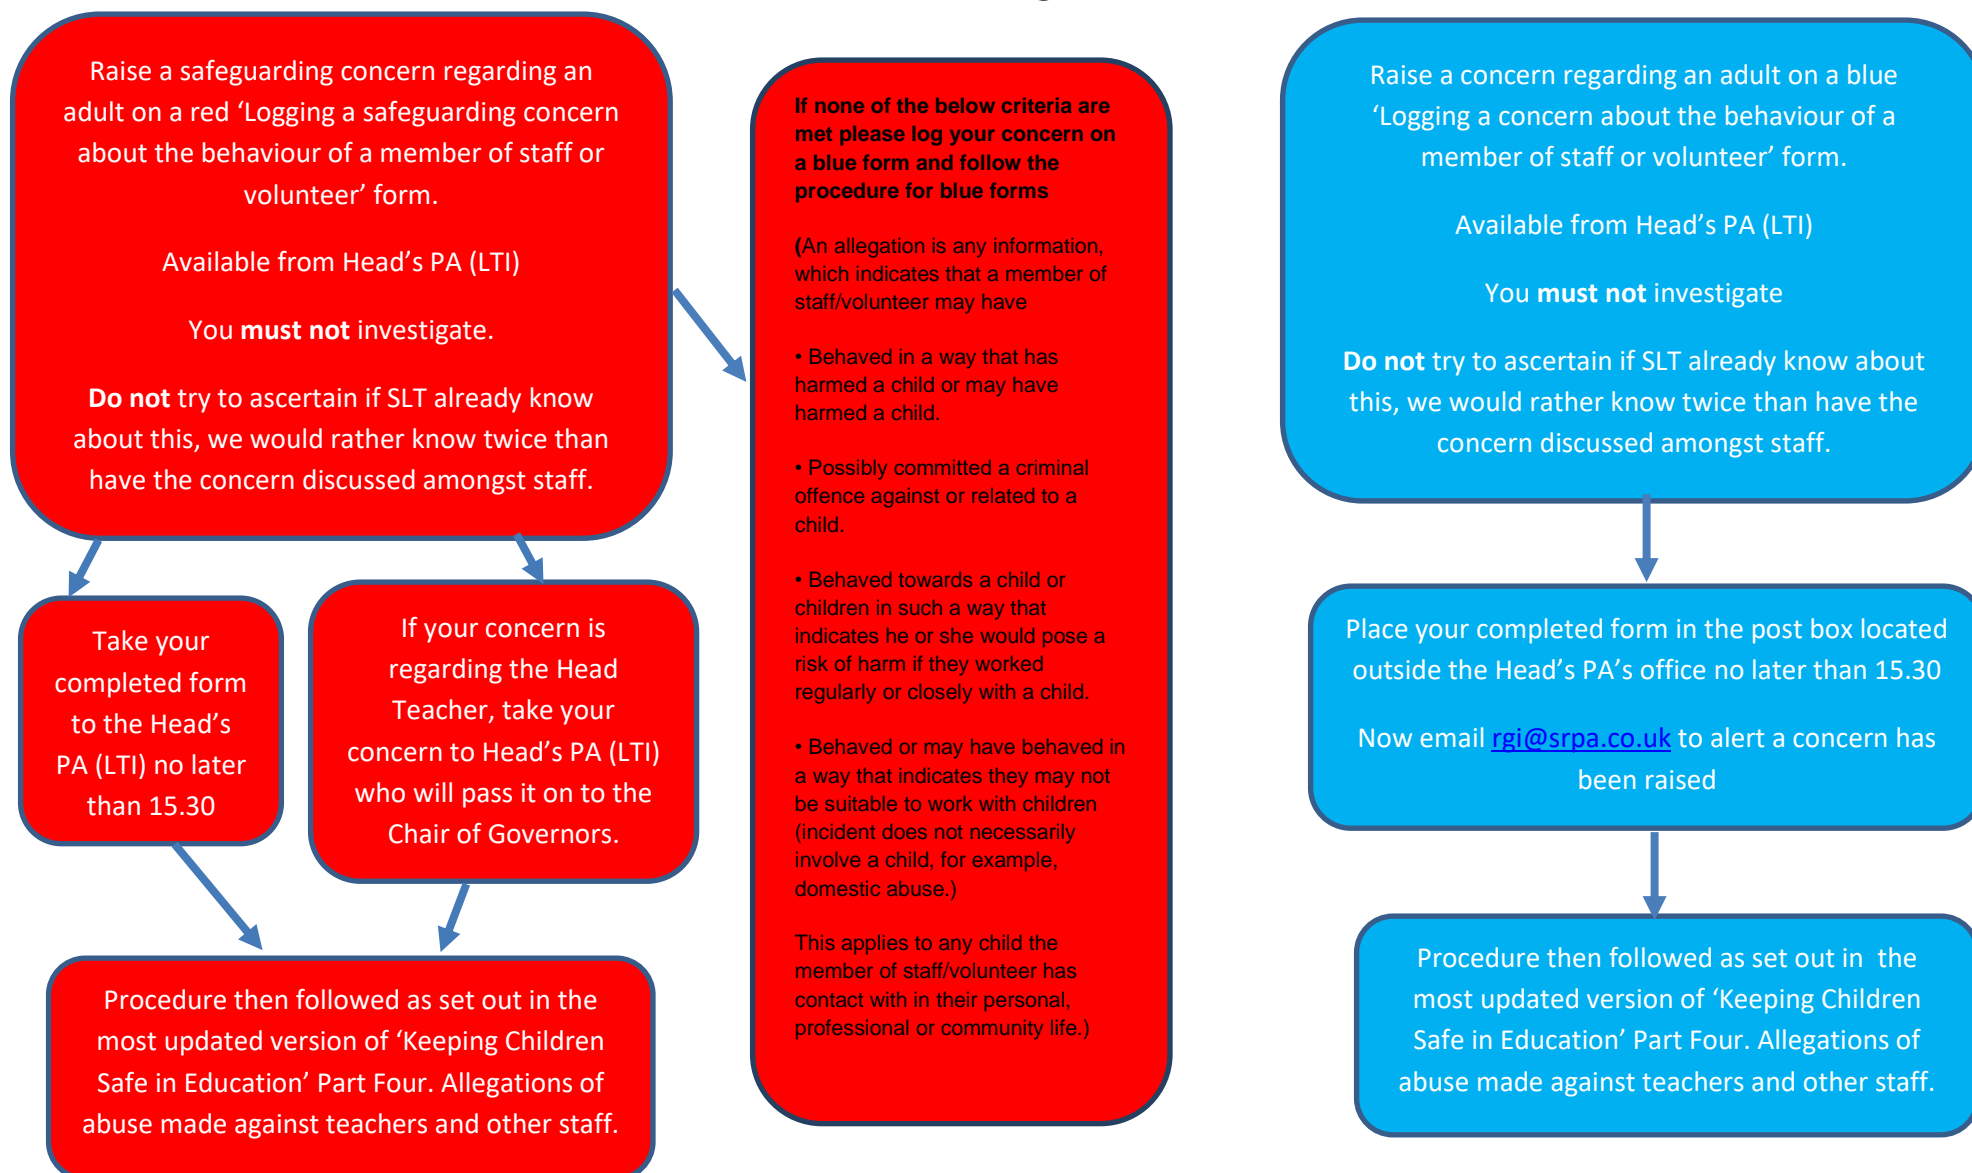 Raise a safeguarding concern regarding an
adult on a red ‘Logging a safeguarding concern
about the behaviour of a member of staff or
volunteer’ form.
Available from Head’s PA (LTI)
You must not investigate.
Do not try to ascertain if SLT already know
about this, we would rather know twice than
have the concern discussed amongst staff.
Take your
completed form
to the Head’s
PA (LTI) no later
than 15.30
If your concern is
regarding the Head
Teacher, take your
concern to Head’s PA (LTI)
who will pass it on to the
Chair of Governors.
Procedure then followed as set out in the
most updated version of ‘Keeping Children
Safe in Education’ Part Four. Allegations of
abuse made against teachers and other staff.
If none of the below criteria are
met please log your concern on
a blue form and follow the
procedure for blue forms
(An allegation is any information,
which indicates that a member of
staff/volunteer may have
• Behaved in a way that has
harmed a child or may have
harmed a child.
• Possibly committed a criminal
offence against or related to a
child.
• Behaved towards a child or
children in such a way that
indicates he or she would pose a
risk of harm if they worked
regularly or closely with a child.
• Behaved or may have behaved in
a way that indicates they may not
be suitable to work with children
(incident does not necessarily
involve a child, for example,
domestic abuse.)
This applies to any child the
member of staff/volunteer has
contact with in their personal,
professional or community life.)
Raise a concern regarding an adult on a blue
‘Logging a concern about the behaviour of a
member of staff or volunteer’ form.
Available from Head’s PA (LTI)
You must not investigate
Do not try to ascertain if SLT already know about
this, we would rather know twice than have the
concern discussed amongst staff.
Place your completed form in the post box located
outside the Head’s PA’s office no later than 15.30
Now email rgi@srpa.co.uk to alert a concern has
been raised
Procedure then followed as set out in  the
most updated version of ‘Keeping Children
Safe in Education’ Part Four. Allegations of
abuse made against teachers and other staff.